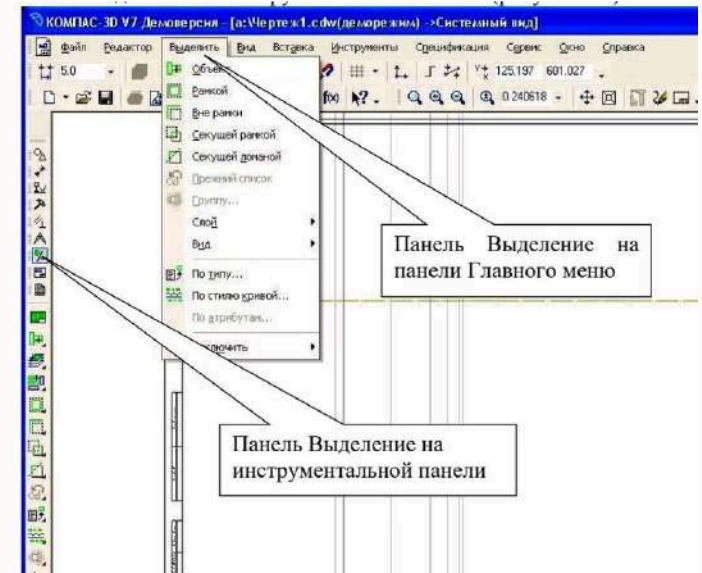 КОМПАС-3D V7 Демоверсия - [a:\Чертеж1.cdw(деморежим) ->Системный вид]
Файл Редактор Выделить Вид Вставка Инструменты Спецификация Сервис Окно Справка
5.0 125.197 601.027
f(x) 0.240618
Рамкой
Вне рамки
Секущей рамкой
Секущей ломаной
Прежний список
Группу...
Слой
Вид
По типу...
По стилю кривой...
По атрибутам...
Панель Выделение на
панели Главного меню
Панель Выделение на
инструментальной панели